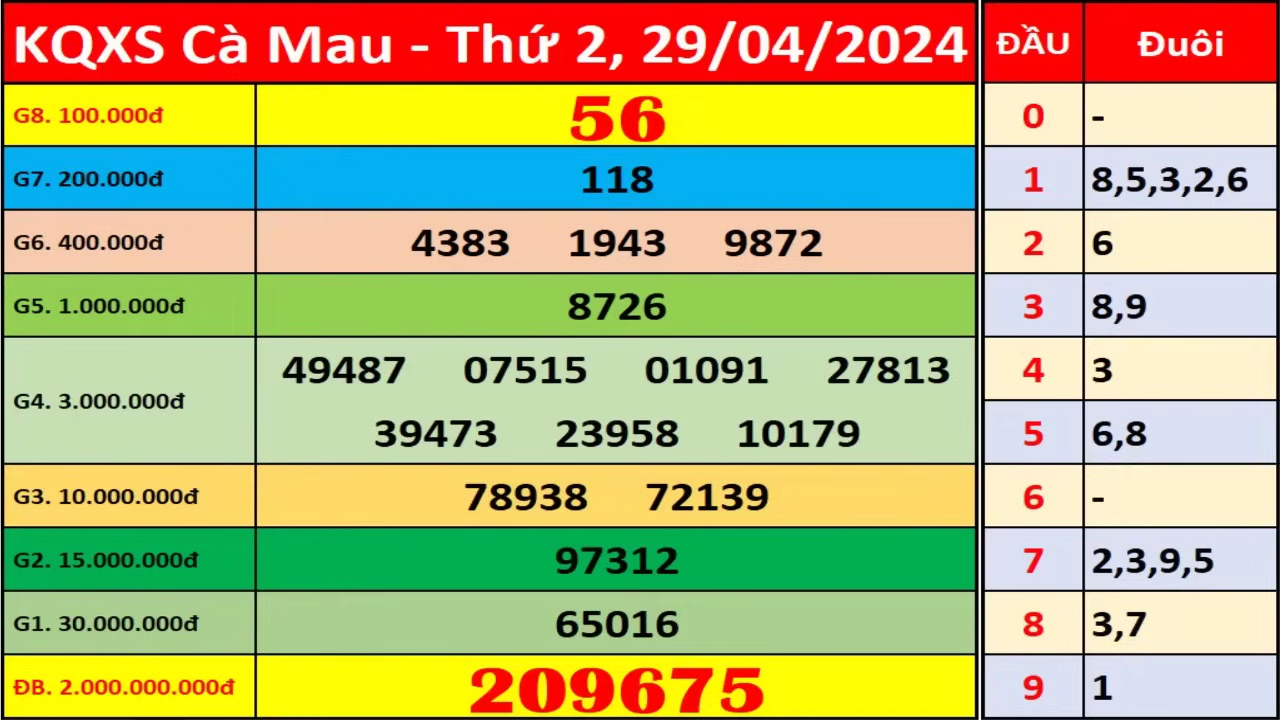 KQXS Cà Mau - Thứ 2, 29/04/2024
G8. 100.000đ 56
G7. 200.000đ 118
G6. 400.000đ 4383 1943 9872
G5. 1.000.000đ 8726
G4. 3.000.000đ 49487 07515 01091 27813
39473 23958 10179
G3. 10.000.000đ 78938 72139
G2. 15.000.000đ 97312
G1. 30.000.000đ 65016
ĐB. 2.000.000.000đ 209675
ĐẦU Đuôi
0 -
1 8,5,3,2,6
2 6
3 8,9
4 3
5 6,8
6 -
7 2,3,9,5
8 3,7
9 1